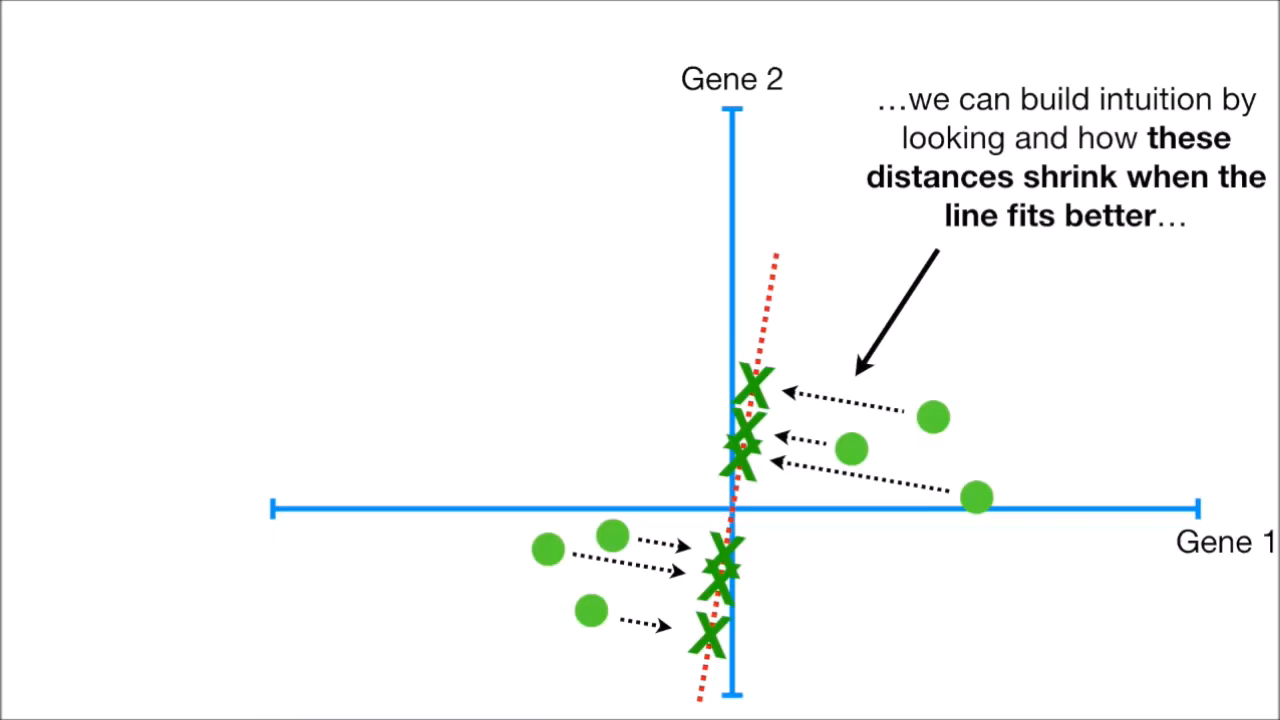 Gene 2
…we can build intuition by
looking and how these
distances shrink when the
line fits better…
Gene 1